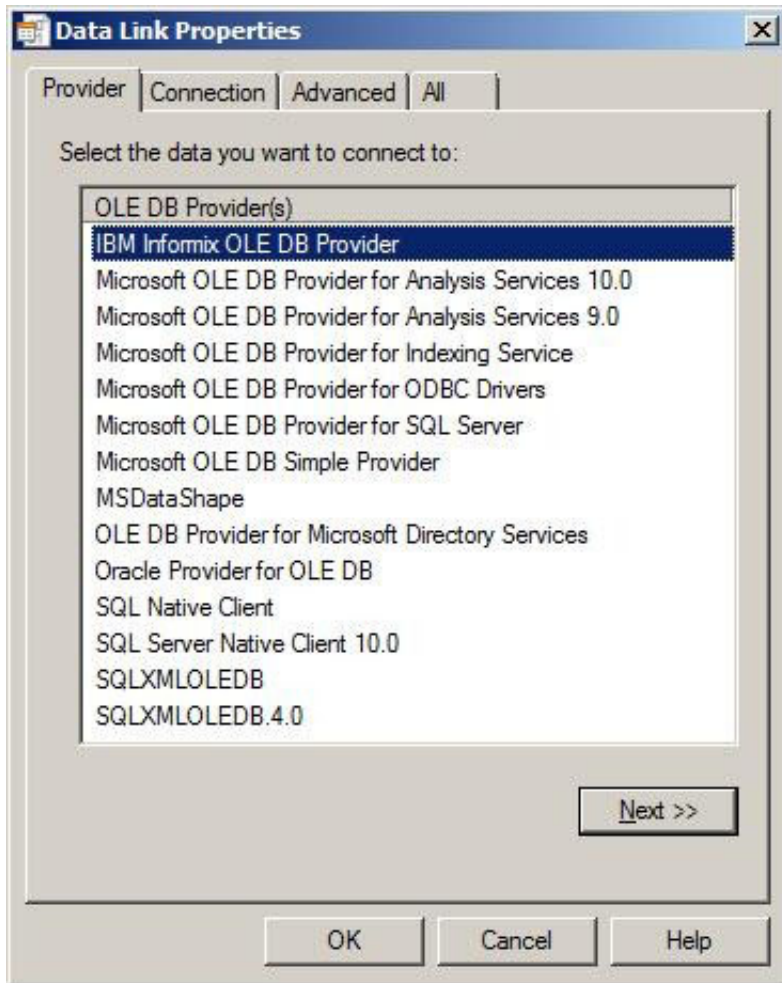 Data Link Properties
Provider Connection Advanced All
Select the data you want to connect to:
OLE DB Provider(s)
IBM Informix OLE DB Provider
Microsoft OLE DB Provider for Analysis Services 10.0
Microsoft OLE DB Provider for Analysis Services 9.0
Microsoft OLE DB Provider for Indexing Service
Microsoft OLE DB Provider for ODBC Drivers
Microsoft OLE DB Provider for SQL Server
Microsoft OLE DB Simple Provider
MSDataShape
OLE DB Provider for Microsoft Directory Services
Oracle Provider for OLE DB
SQL Native Client
SQL Server Native Client 10.0
SQLXMLOLEDB
SQLXMLOLEDB.4.0
Next >>
OK Cancel Help